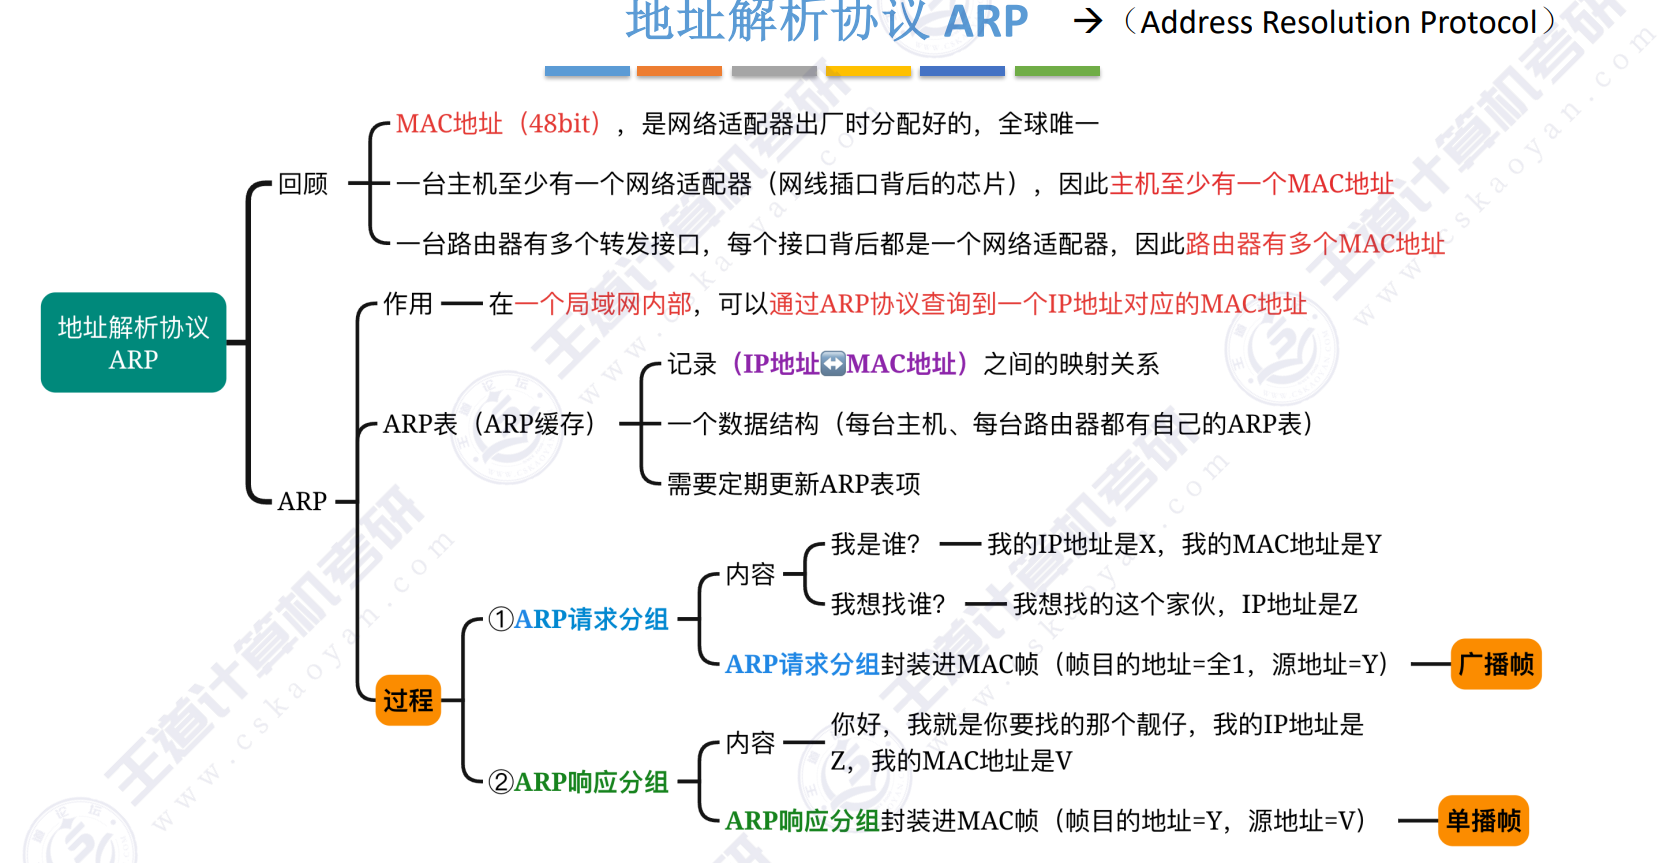 地址解析协议 ARP → （Address Resolution Protocol）
MAC地址（48bit），是网络适配器出厂时分配好的，全球唯一
回顾
一台主机至少有一个网络适配器（网线插口背后的芯片），因此主机至少有一个MAC地址
一台路由器有多个转发接口，每个接口背后都是一个网络适配器，因此路由器有多个MAC地址
地址解析协议
ARP
作用
在一个局域网内部，可以通过ARP协议查询到一个IP地址对应的MAC地址
记录（IP地址↔MAC地址）之间的映射关系
ARP表（ARP缓存）
一个数据结构（每台主机、每台路由器都有自己的ARP表）
需要定期更新ARP表项
ARP
我是谁？
我的IP地址是X，我的MAC地址是Y
内容
我想找谁？
我想找的这个家伙，IP地址是Z
①ARP请求分组
ARP请求分组封装进MAC帧（帧目的地址=全1，源地址=Y）
广播帧
过程
内容
你好，我就是你要找的那个靓仔，我的IP地址是
Z，我的MAC地址是V
②ARP响应分组
ARP响应分组封装进MAC帧（帧目的地址=Y，源地址=V）
单播帧
王道计算机考研
www.cskaoyan.com